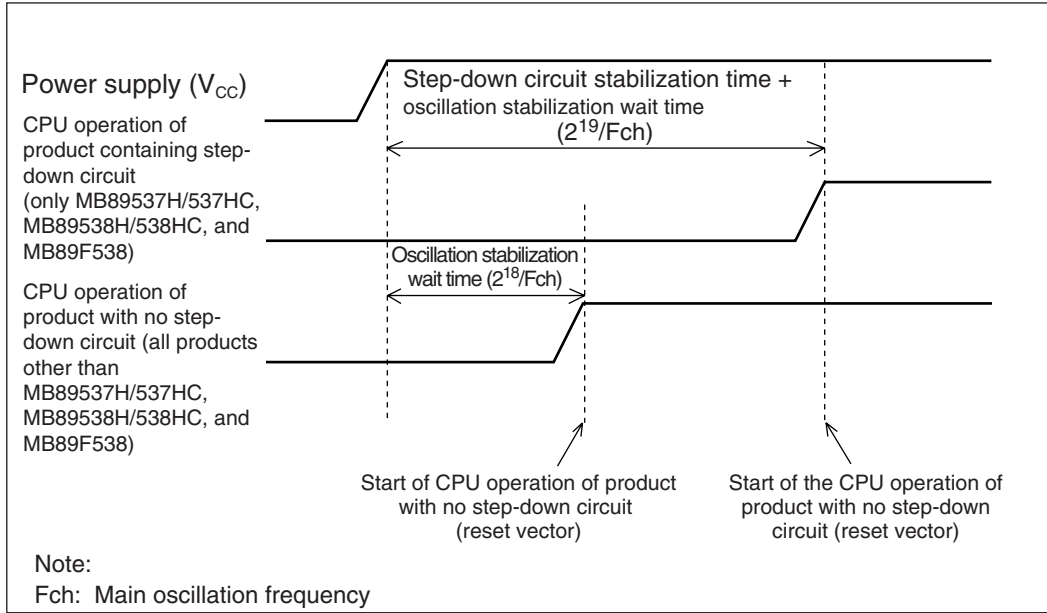 Power supply (VCC)
Step-down circuit stabilization time +
oscillation stabilization wait time
(2^19/Fch)
CPU operation of
product containing step-
down circuit
(only MB89537H/537HC,
MB89538H/538HC, and
MB89F538)
Oscillation stabilization
wait time (2^18/Fch)
CPU operation of
product with no step-
down circuit (all products
other than
MB89537H/537HC,
MB89538H/538HC, and
MB89F538)
Start of CPU operation of product
with no step-down circuit
(reset vector)
Start of the CPU operation of
product with no step-down
circuit (reset vector)
Note:
Fch: Main oscillation frequency